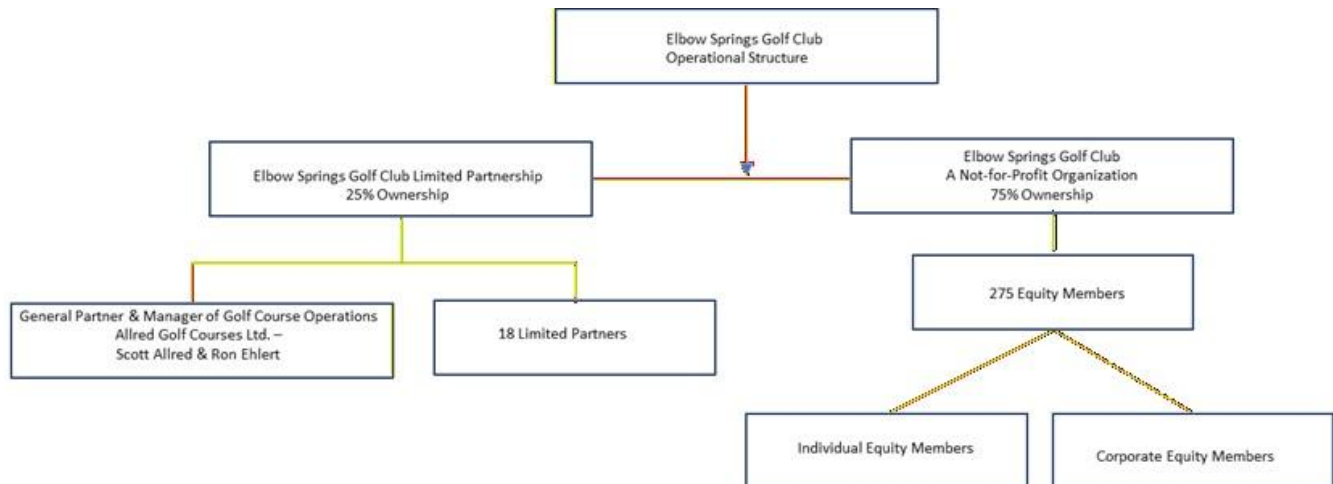 Elbow Springs Golf Club
Operational Structure
Elbow Springs Golf Club Limited Partnership
25% Ownership
Elbow Springs Golf Club
A Not-for-Profit Organization
75% Ownership
General Partner & Manager of Golf Course Operations
Allred Golf Courses Ltd. –
Scott Allred & Ron Ehlert
18 Limited Partners
275 Equity Members
Individual Equity Members
Corporate Equity Members